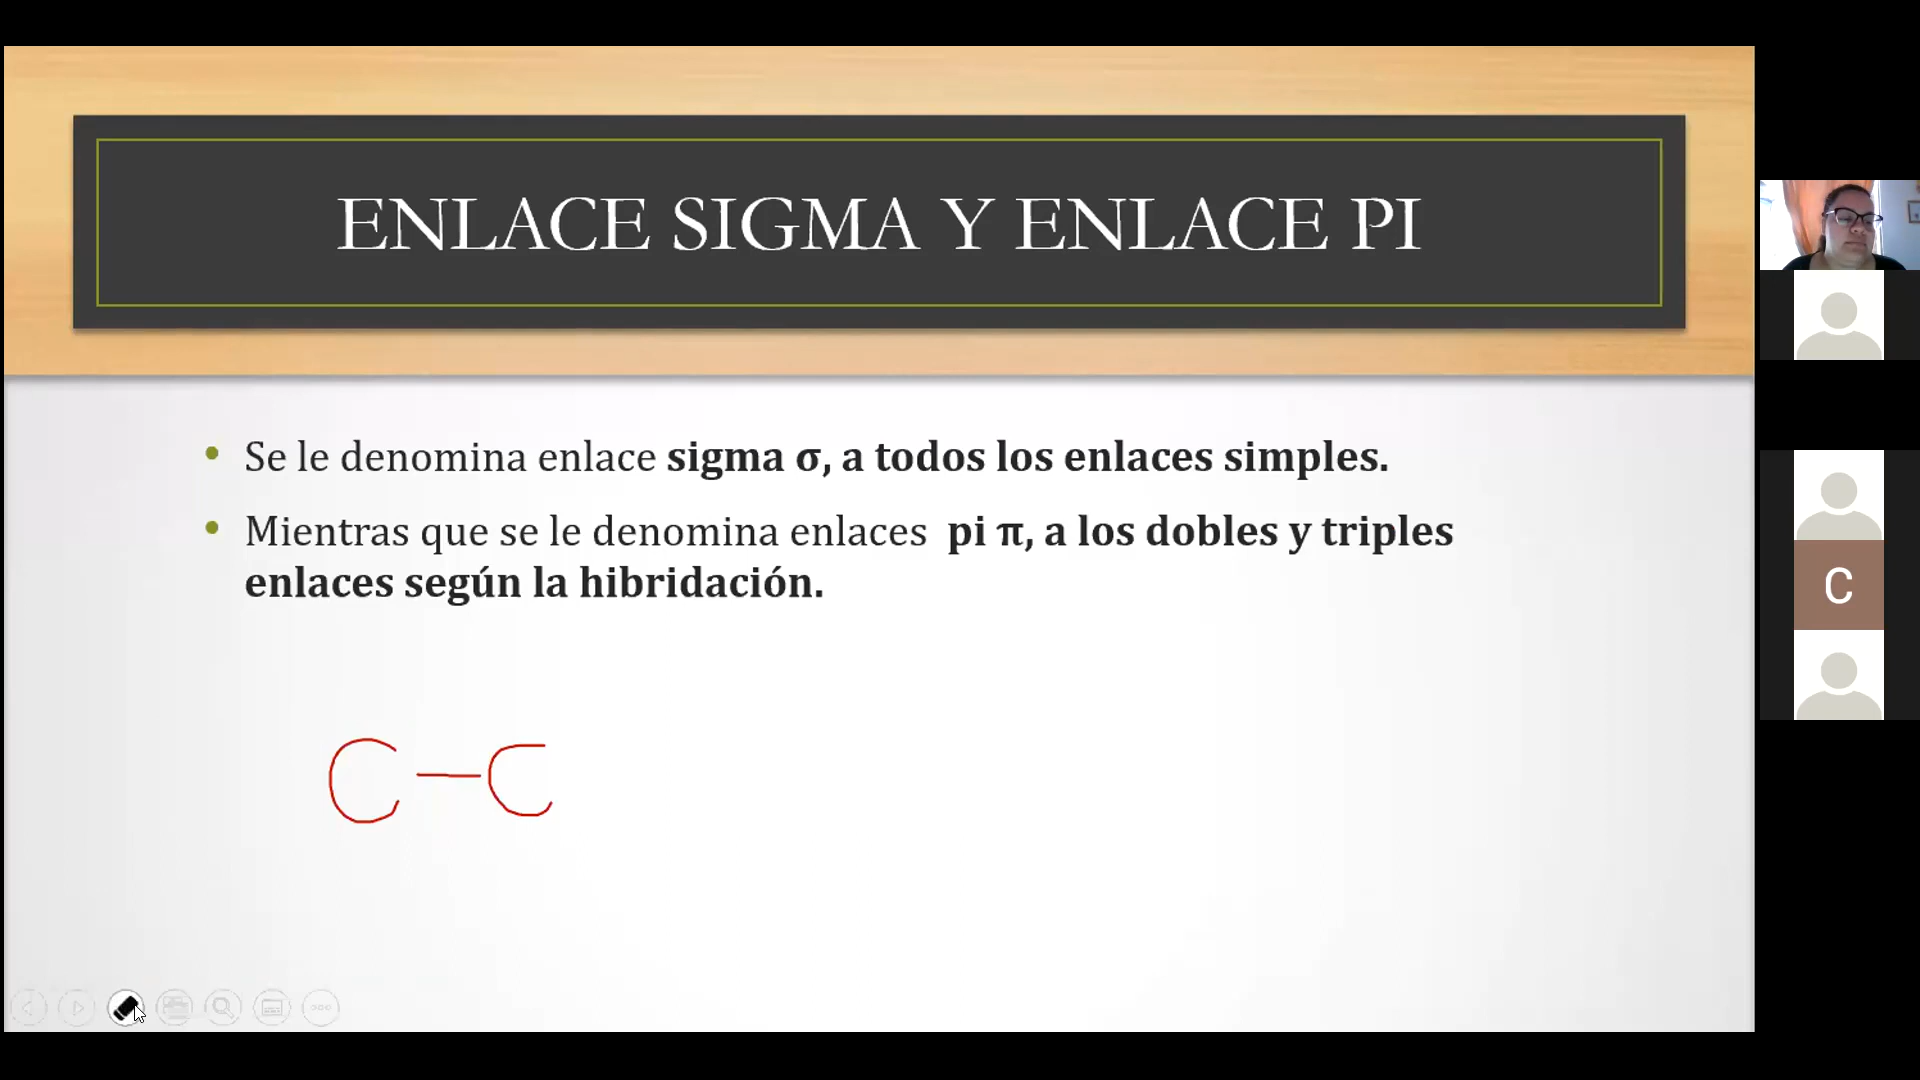 ENLACE SIGMA Y ENLACE PI
• Se le denomina enlace sigma σ, a todos los enlaces simples.
• Mientras que se le denomina enlaces pi π, a los dobles y triples
enlaces según la hibridación.
C
C — C